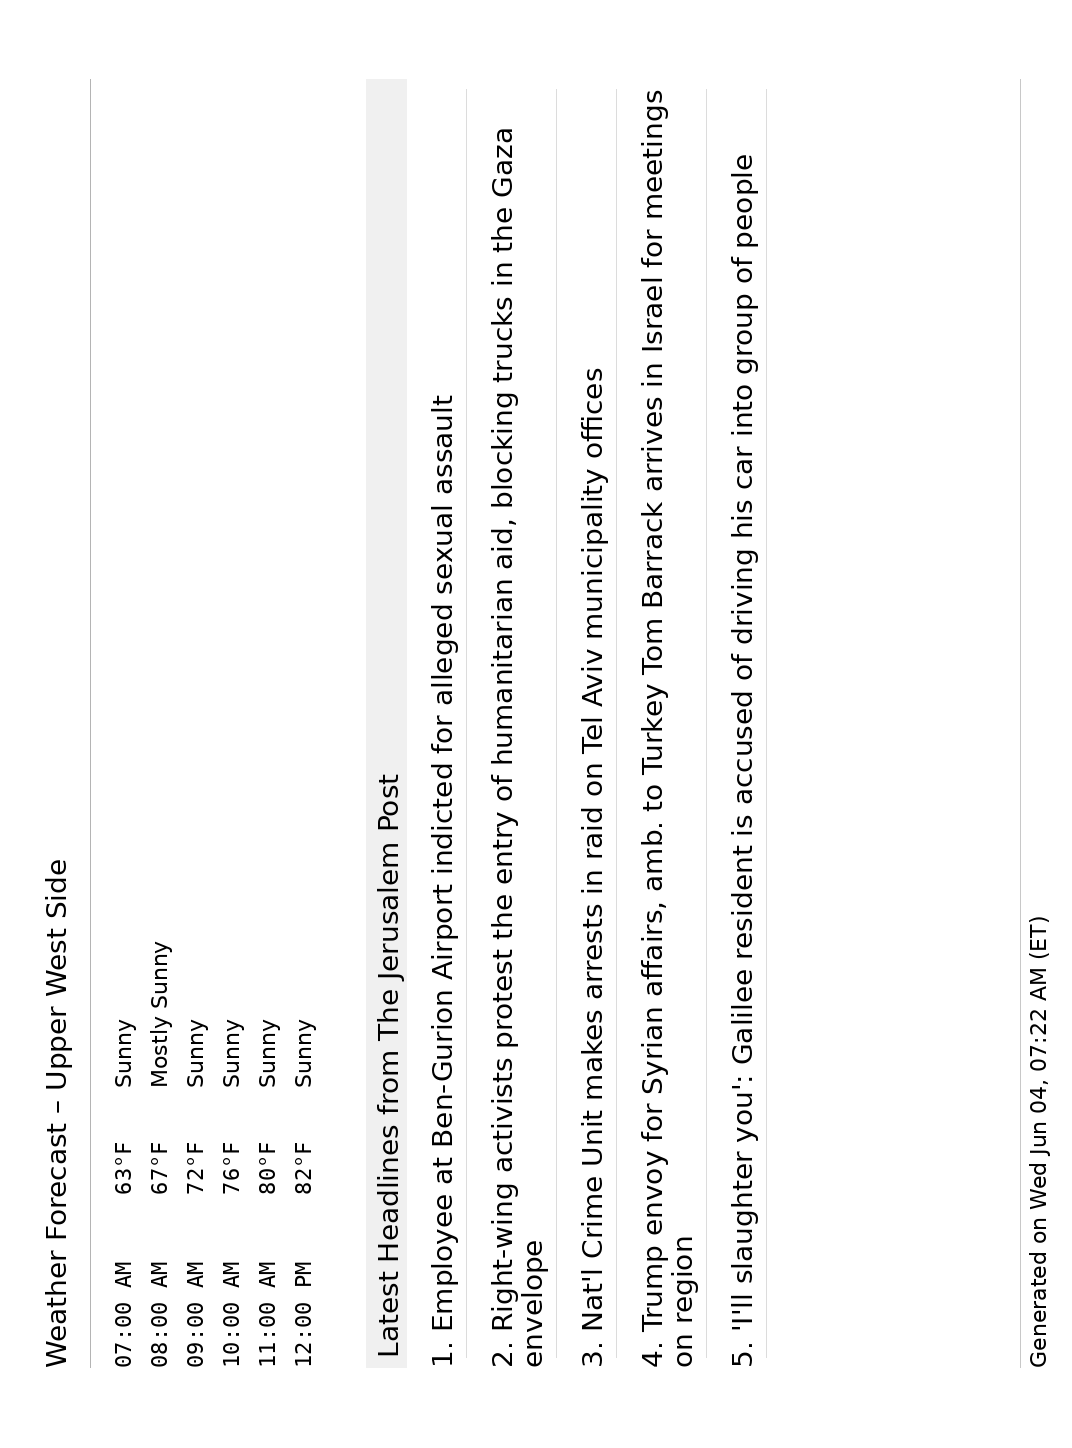 Weather Forecast – Upper West Side
07:00 AM 63°F Sunny
08:00 AM 67°F Mostly Sunny
09:00 AM 72°F Sunny
10:00 AM 76°F Sunny
11:00 AM 80°F Sunny
12:00 PM 82°F Sunny
Latest Headlines from The Jerusalem Post
1. Employee at Ben-Gurion Airport indicted for alleged sexual assault
2. Right-wing activists protest the entry of humanitarian aid, blocking trucks in the Gaza
envelope
3. Nat'l Crime Unit makes arrests in raid on Tel Aviv municipality offices
4. Trump envoy for Syrian affairs, amb. to Turkey Tom Barrack arrives in Israel for meetings
on region
5. 'I'll slaughter you': Galilee resident is accused of driving his car into group of people
Generated on Wed Jun 04, 07:22 AM (ET)